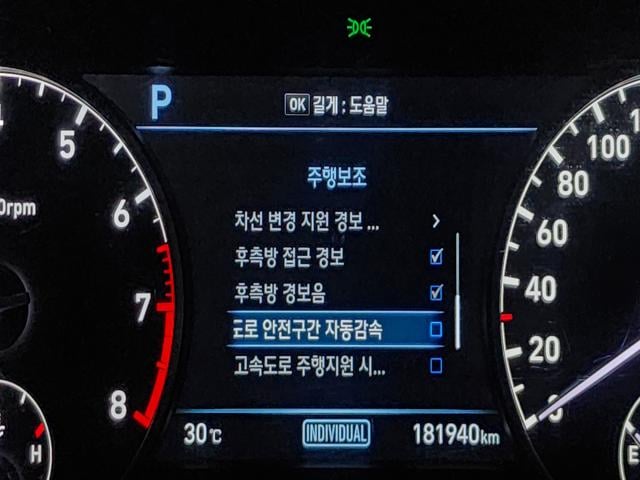 P
OK 길게 : 도움말
주행보조
차선 변경 지원 경보 ...
후측방 접근 경보
후측방 경보음
도로 안전구간 자동감속
고속도로 주행지원 시...
30℃
INDIVIDUAL
181940km
5
6
7
8
0rpm
H
100
80
60
40
20
E